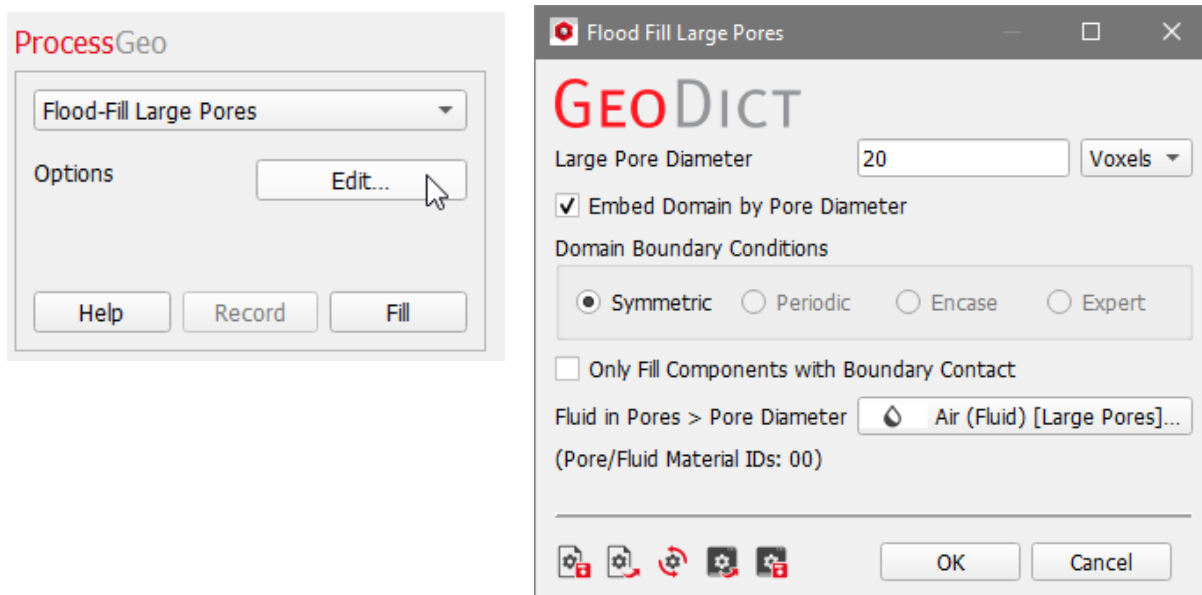 ProcessGeo
Flood-Fill Large Pores
Options
Edit...
Help
Record
Fill
Flood Fill Large Pores
GEODICT
Large Pore Diameter
20
Voxels
Embed Domain by Pore Diameter
Domain Boundary Conditions
Symmetric
Periodic
Encase
Expert
Only Fill Components with Boundary Contact
Fluid in Pores > Pore Diameter
Air (Fluid) [Large Pores]...
(Pore/Fluid Material IDs: 00)
OK
Cancel